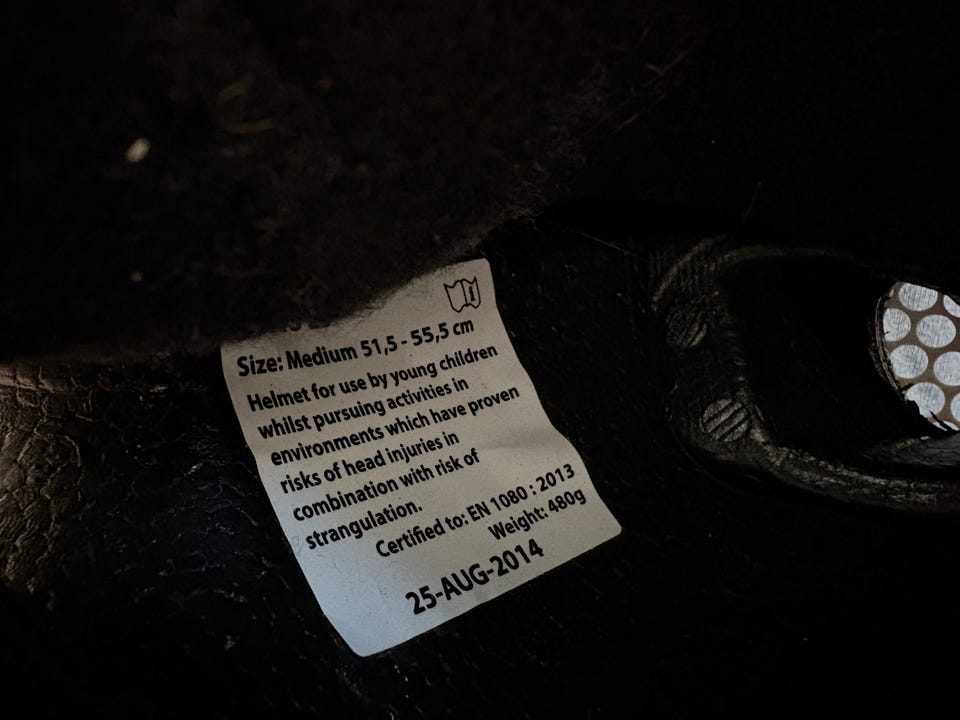 Size: Medium 51,5 - 55,5 cm
Helmet for use by young children
whilst pursuing activities in
environments which have proven
risks of head injuries in
combination with risk of
strangulation.
Certified to: EN 1080 : 2013
Weight: 480g
25-AUG-2014